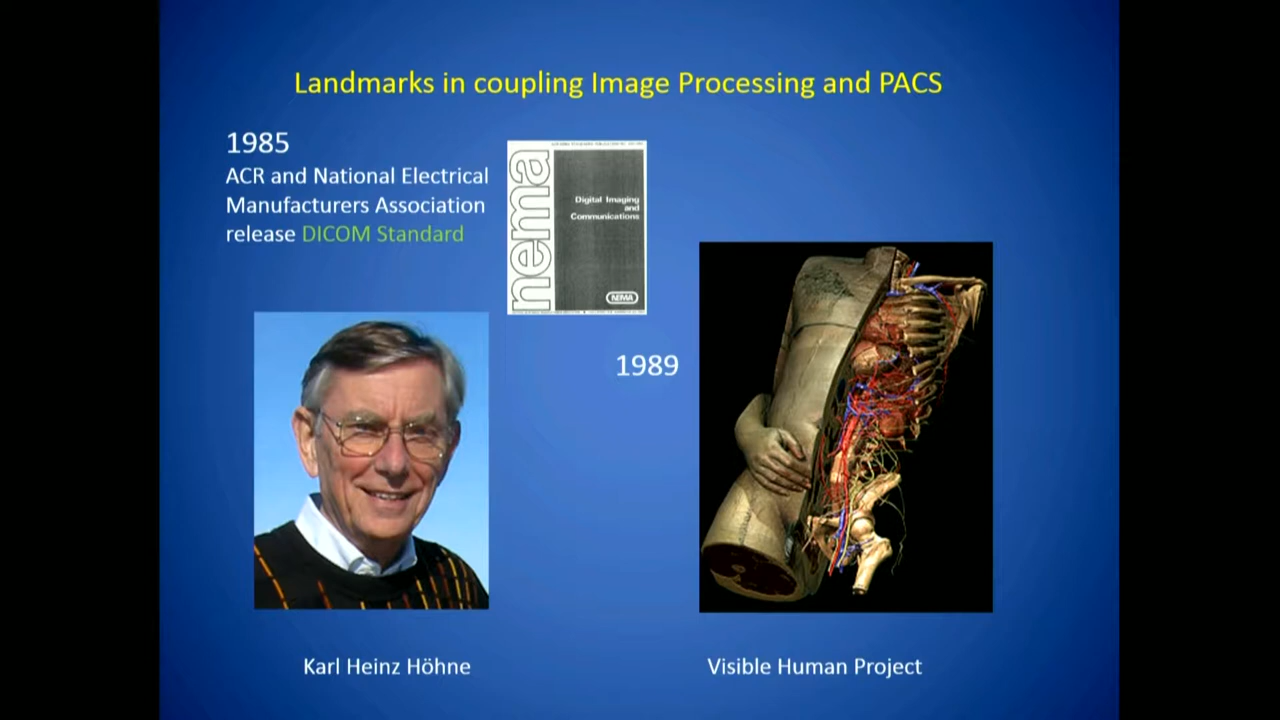 Landmarks in coupling Image Processing and PACS
1985
ACR and National Electrical
Manufacturers Association
release DICOM Standard
nema
Digital Imaging
and
Communications
NEMA
1989
Karl Heinz Höhne
Visible Human Project